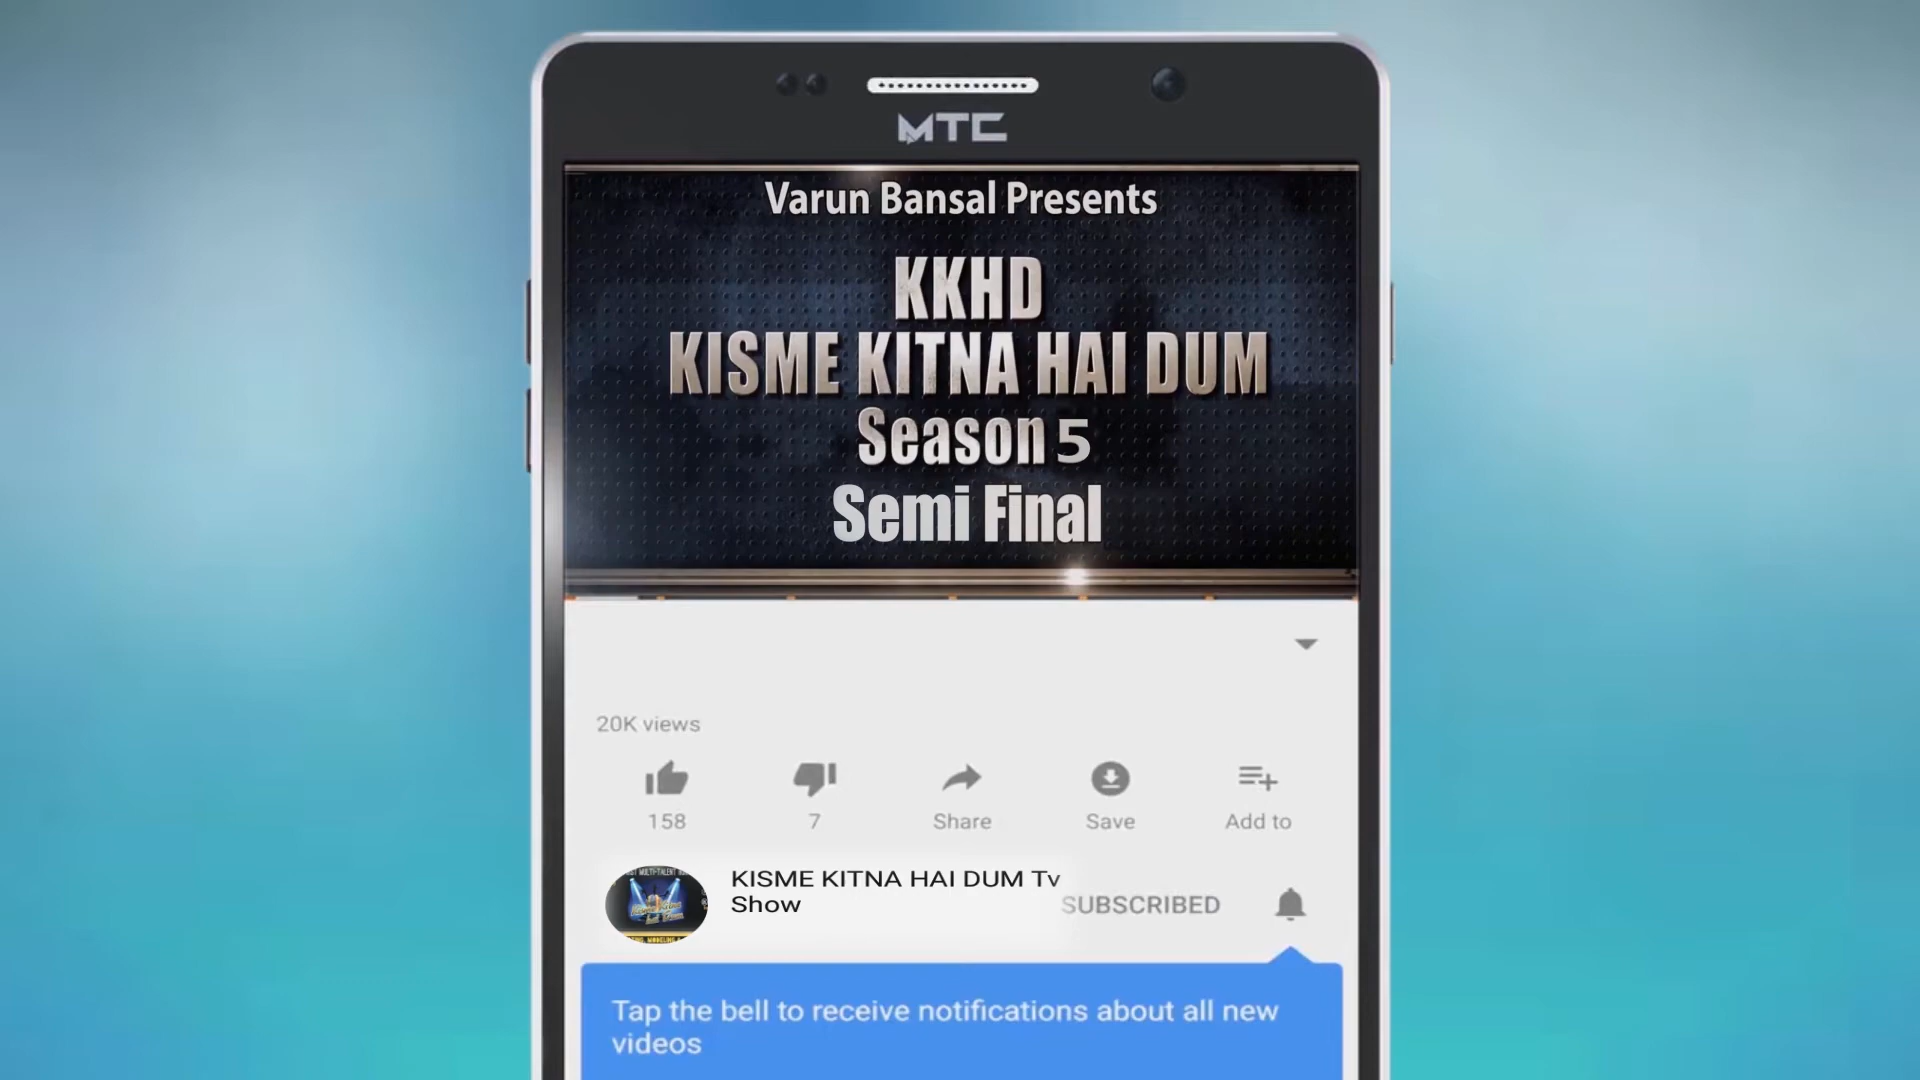 MTC
Varun Bansal Presents
KKHD
KISME KITNA HAI DUM
Season 5
Semi Final
20K views
158
7
Share
Save
Add to
KISME KITNA HAI DUM Tv
Show
SUBSCRIBED
Tap the bell to receive notifications about all new
videos